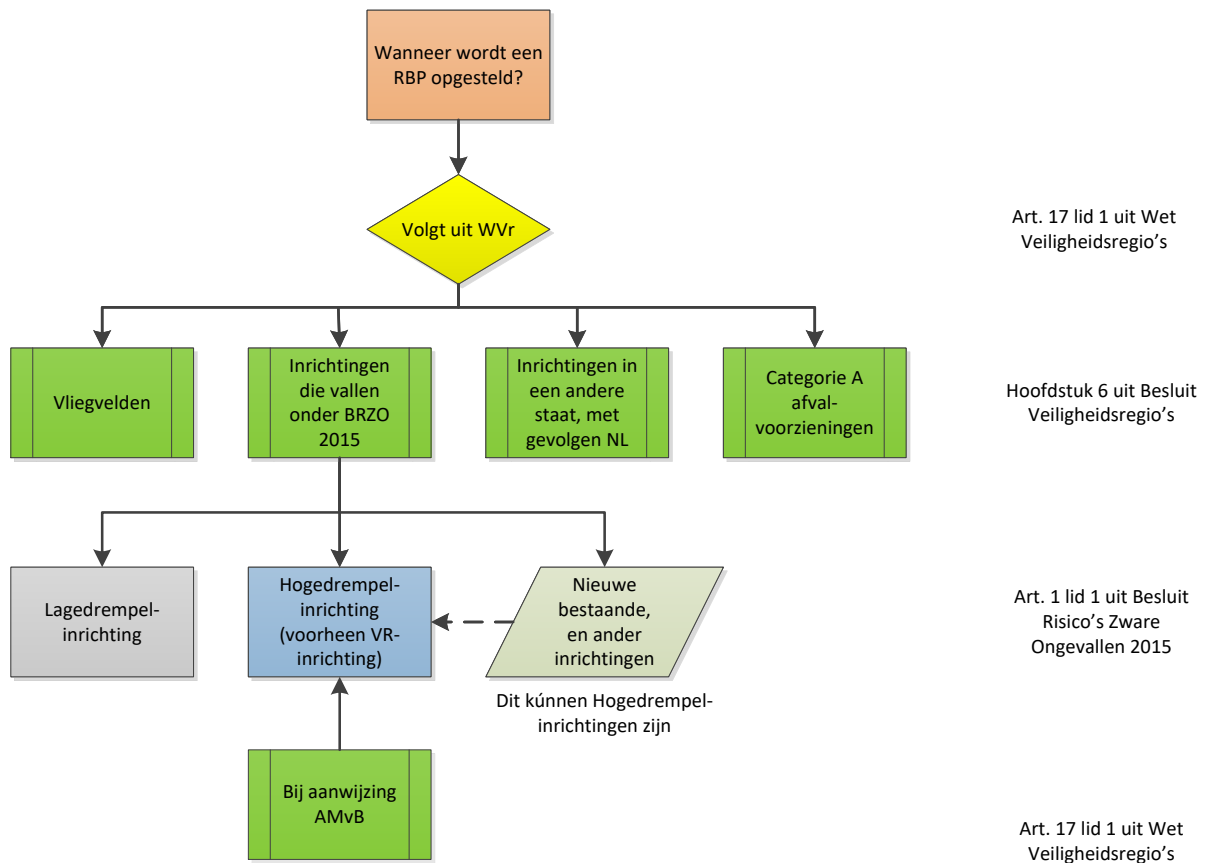 Wanneer wordt een
RBP opgesteld?
Volgt uit WVr
Art. 17 lid 1 uit Wet
Veiligheidsregio's
Vliegvelden
Inrichtingen
die vallen
onder BRZO
2015
Inrichtingen in
een andere
staat, met
gevolgen NL
Categorie A
afval-
voorzieningen
Hoofdstuk 6 uit Besluit
Veiligheidsregio's
Lagedrempel-
inrichting
Hogedrempel-
inrichting
(voorheen VR-
inrichting)
Nieuwe
bestaande,
en ander
inrichtingen
Art. 1 lid 1 uit Besluit
Risico's Zware
Ongevallen 2015
Dit kúnnen Hogedrempel-
inrichtingen zijn
Bij aanwijzing
AMvB
Art. 17 lid 1 uit Wet
Veiligheidsregio's